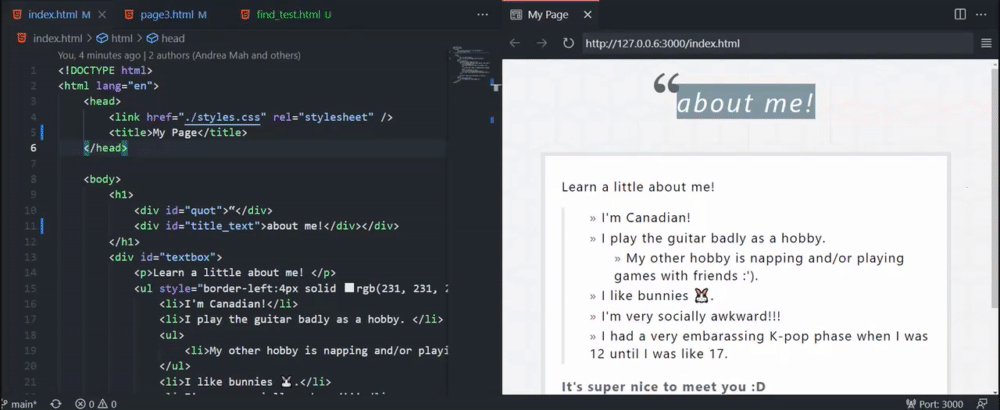 index.html M
page3.html M
find_test.html U
My Page
index.html > html > head
http://127.0.0.6:3000/index.html
You, 4 minutes ago | 2 authors (Andrea Mah and others)
1 <!DOCTYPE html>
2 <html lang="en">
3 <head>
4 <link href="./styles.css" rel="stylesheet" />
5 <title>My Page</title>
6 </head>
7
8 <body>
9 <h1>
10 <div id="quot">“</div>
11 <div id="title_text">about me!</div></div>
12 </h1>
13 <div id="textbox">
14 <p>Learn a little about me! </p>
15 <ul style="border-left:4px solid rgb(231, 231, 2
16 <li>I'm Canadian!</li>
17 <li>I play the guitar badly as a hobby. </li>
18 <ul>
19 <li>My other hobby is napping and/or playi
20 </ul>
21 <li>I like bunnies 🐰.</li>
“
about me!
Learn a little about me!
» I'm Canadian!
» I play the guitar badly as a hobby.
» My other hobby is napping and/or playing
games with friends :').
» I like bunnies 🐰.
» I'm very socially awkward!!!
» I had a very embarassing K-pop phase when I was
12 until I was like 17.
It's super nice to meet you :D
main*
0 0
Port: 3000